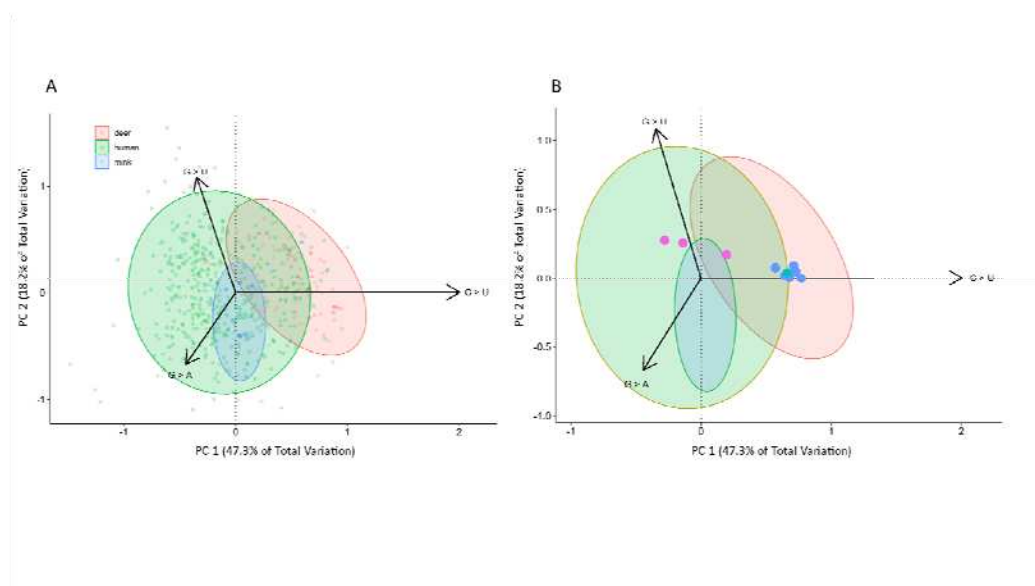 A
deer
human
mink
G > U
G > U
G > A
PC 2 (18.2% of Total Variation)
1
0
-1
-1
0
1
2
PC 1 (47.3% of Total Variation)
B
G > U
G > U
G > A
PC 2 (18.2% of Total Variation)
1.0
0.5
0.0
-0.5
-1.0
-1
0
1
2
PC 1 (47.3% of Total Variation)